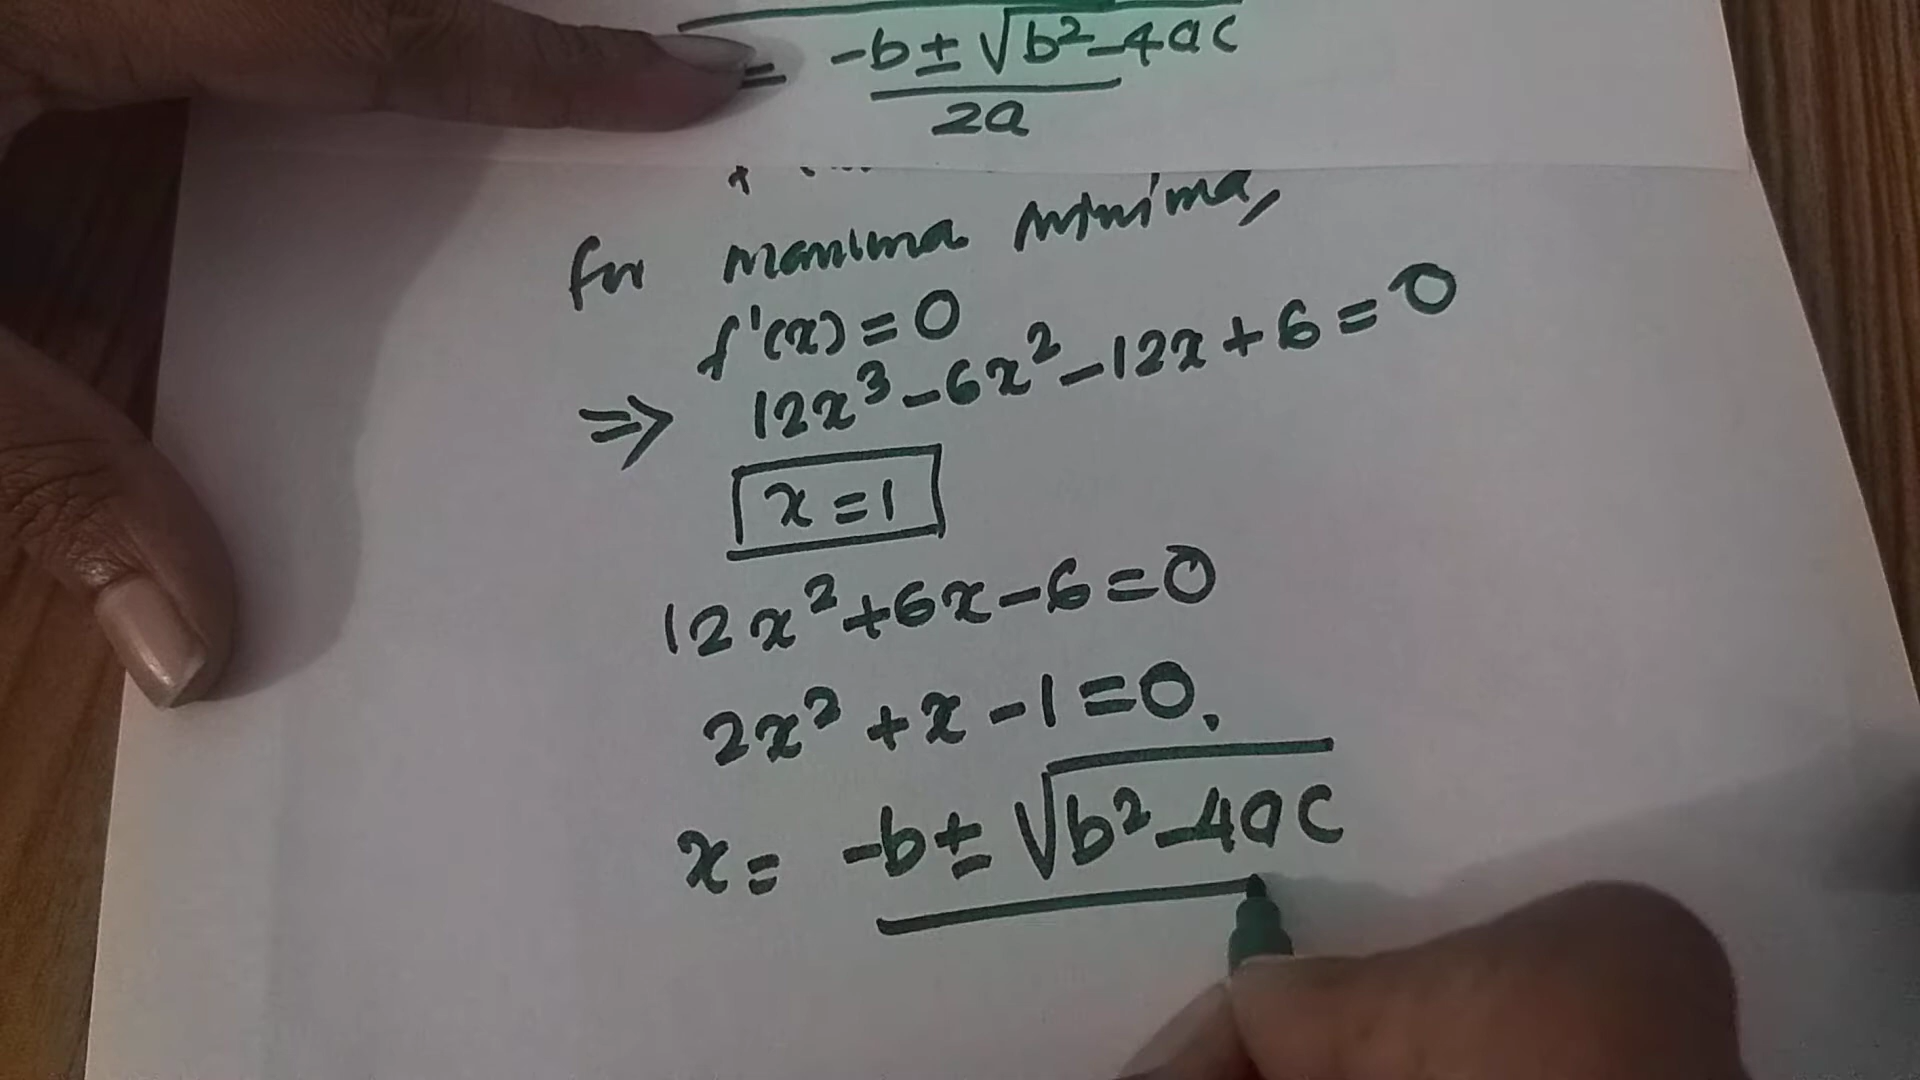 = -b ± √b² - 4ac
2a
for maxima minima,
f'(x) = 0
⇒ 12x³ - 6x² - 12x + 6 = 0
x = 1
12x² + 6x - 6 = 0
2x² + x - 1 = 0.
x = -b ± √b² - 4ac